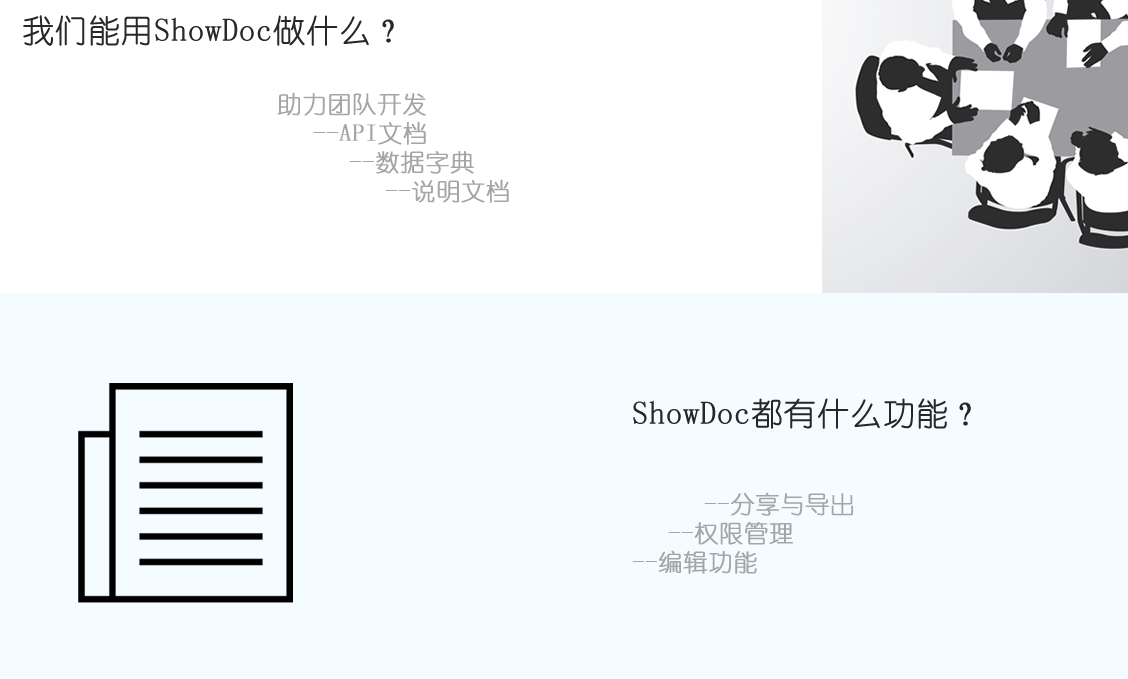 我们能用ShowDoc做什么？
助力团队开发
--API文档
--数据字典
--说明文档
ShowDoc都有什么功能？
--分享与导出
--权限管理
--编辑功能